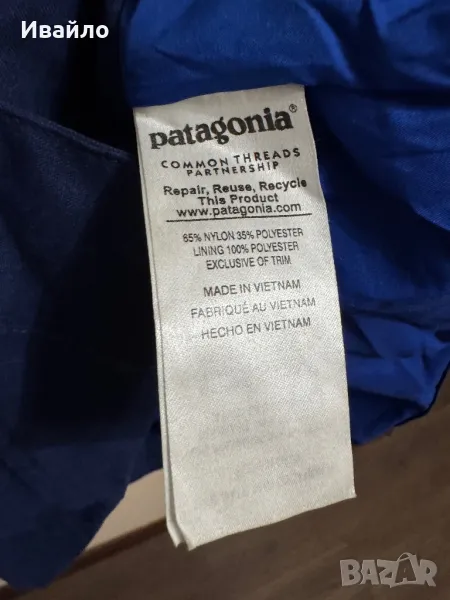 Ивайло
patagonia®
COMMON THREADS
PARTNERSHIP
Repair, Reuse, Recycle
This Product
www.patagonia.com
65% NYLON 35% POLYESTER
LINING 100% POLYESTER
EXCLUSIVE OF TRIM
MADE IN VIETNAM
FABRIQUÉ AU VIETNAM
HECHO EN VIETNAM
BAZAR